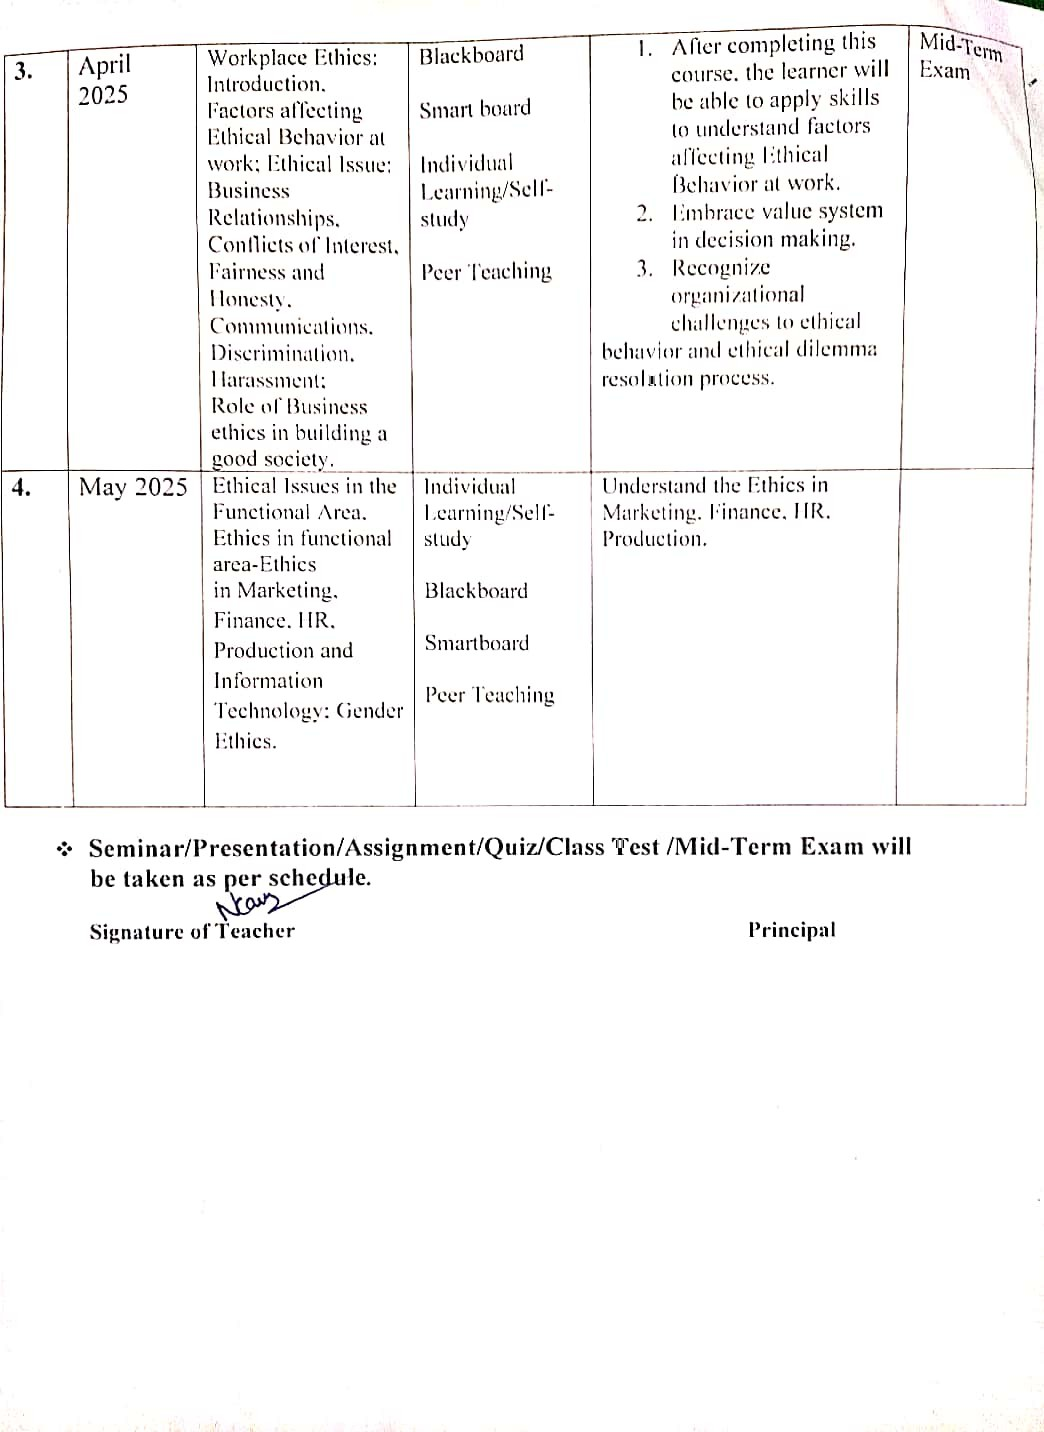 3.
April
2025
Workplace Ethics:
Introduction,
Factors affecting
Ethical Behavior at
work; Ethical Issue:
Business
Relationships,
Conflicts of Interest,
Fairness and
Honesty,
Communications,
Discrimination,
Harassment;
Role of Business
ethics in building a
good society.
Blackboard
Smart board
Individual
Learning/Self-
study
Peer Teaching
1. After completing this
course, the learner will
be able to apply skills
to understand factors
affecting Ethical
Behavior at work.
2. Embrace value system
in decision making.
3. Recognize
organizational
challenges to ethical
behavior and ethical dilemma
resolution process.
Mid-Term
Exam
4.
May 2025
Ethical Issues in the
Functional Area,
Ethics in functional
area-Ethics
in Marketing,
Finance, HR,
Production and
Information
Technology; Gender
Ethics.
Individual
Learning/Self-
study
Blackboard
Smartboard
Peer Teaching
Understand the Ethics in
Marketing, Finance, HR,
Production.
❖ Seminar/Presentation/Assignment/Quiz/Class Test /Mid-Term Exam will
be taken as per schedule.
Signature of Teacher
Principal